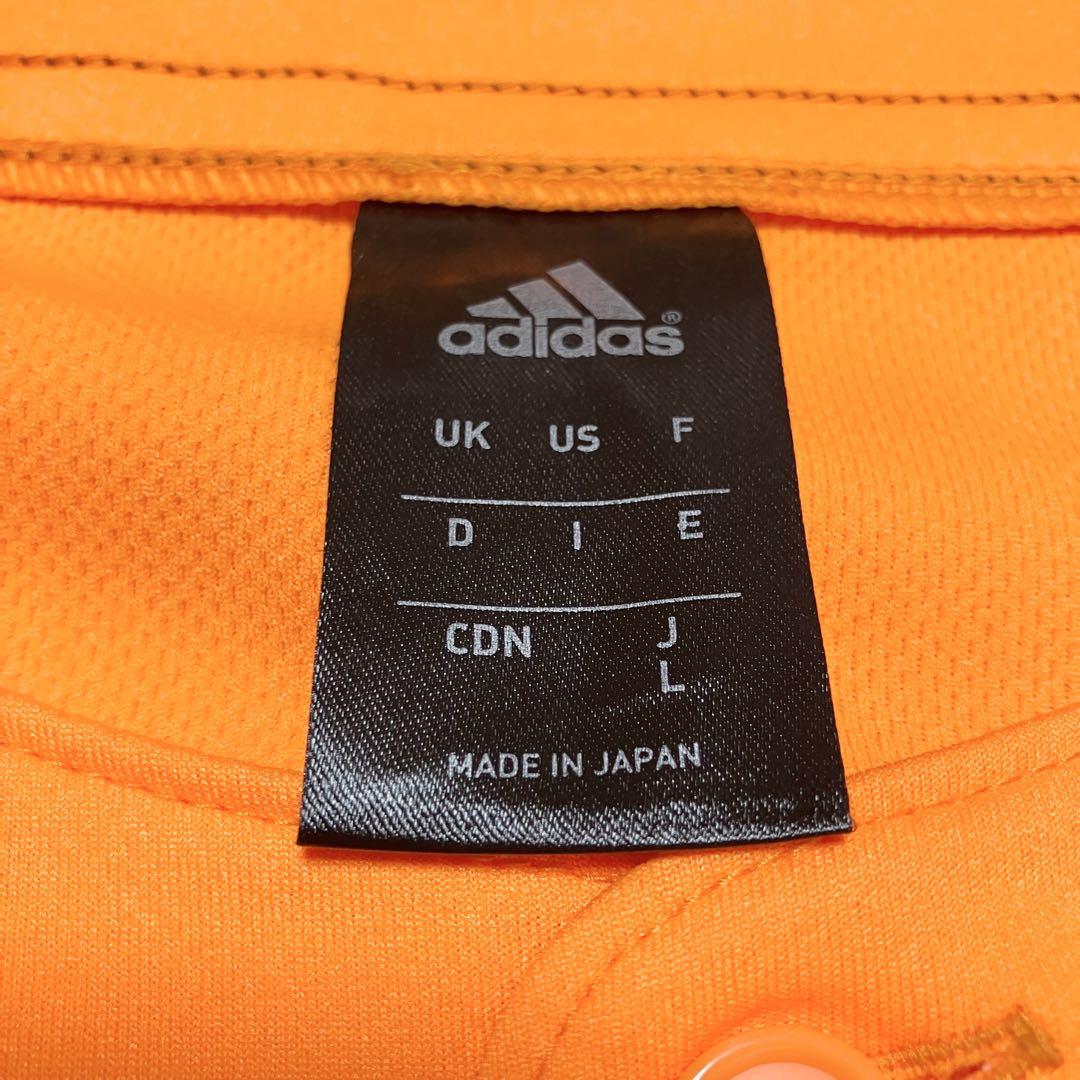 adidas®
UK US F
D I E
CDN J
L
MADE IN JAPAN